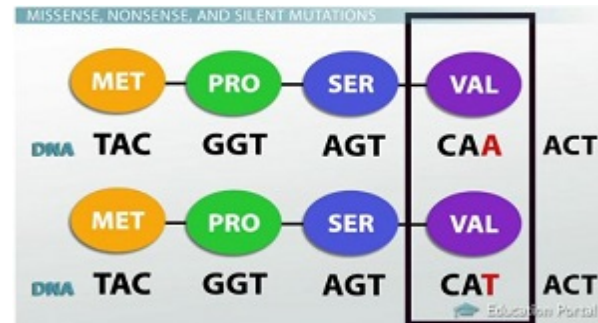 MISSENSE, NONSENSE, AND SILENT MUTATIONS
MET PRO SER VAL
DNA TAC GGT AGT CAA ACT
MET PRO SER VAL
DNA TAC GGT AGT CAT ACT
Education Portal